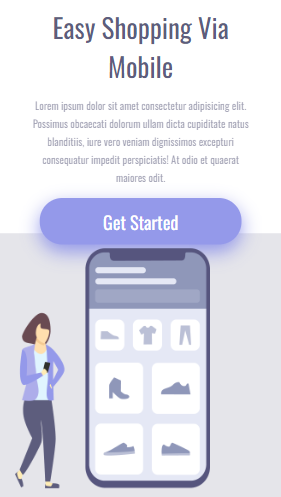 Easy Shopping Via
Mobile
Lorem ipsum dolor sit amet consectetur adipisicing elit.
Possimus obcaecati dolorum ullam dicta cupiditate natus
blanditiis, iure vero veniam dignissimos excepturi
consequatur impedit perspiciatis! At odio et quaerat
maiores odit.
Get Started